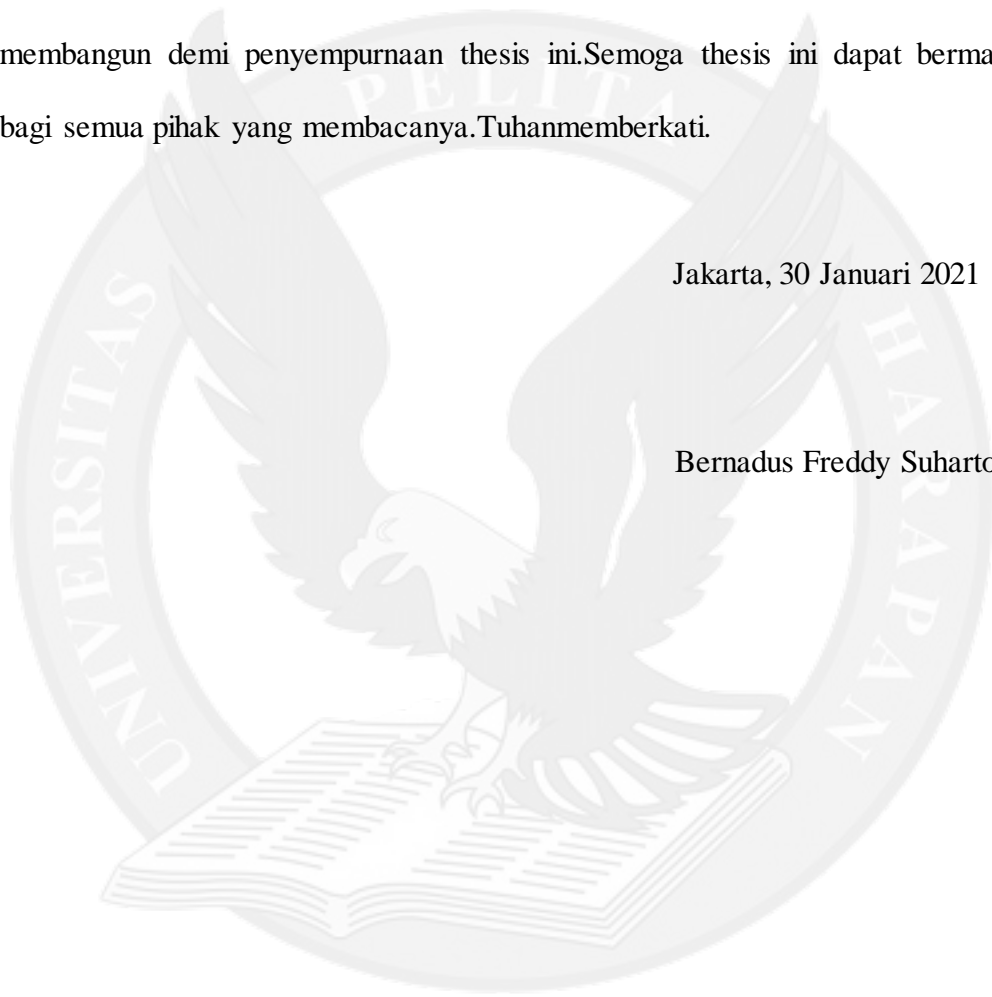 membangun demi penyempurnaan thesis ini.Semoga thesis ini dapat berma
bagi semua pihak yang membacanya.Tuhanmemberkati.
Jakarta, 30 Januari 2021
Bernadus Freddy Suharto
UNIVERSITAS PELITA HARAPAN